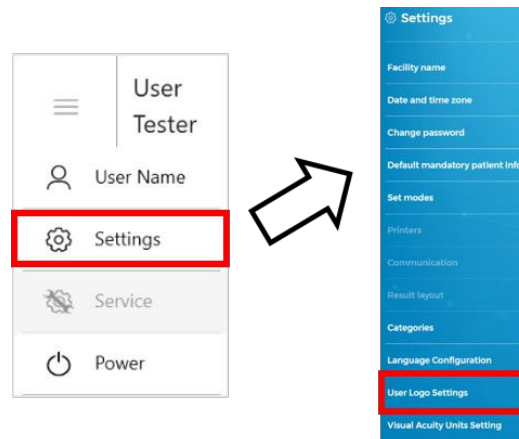 User
Tester
User Name
Settings
Service
Power
Settings
Facility name
Date and time zone
Change password
Default mandatory patient info
Set modes
Printers
Communication
Result layout
Categories
Language Configuration
User Logo Settings
Visual Acuity Units Setting